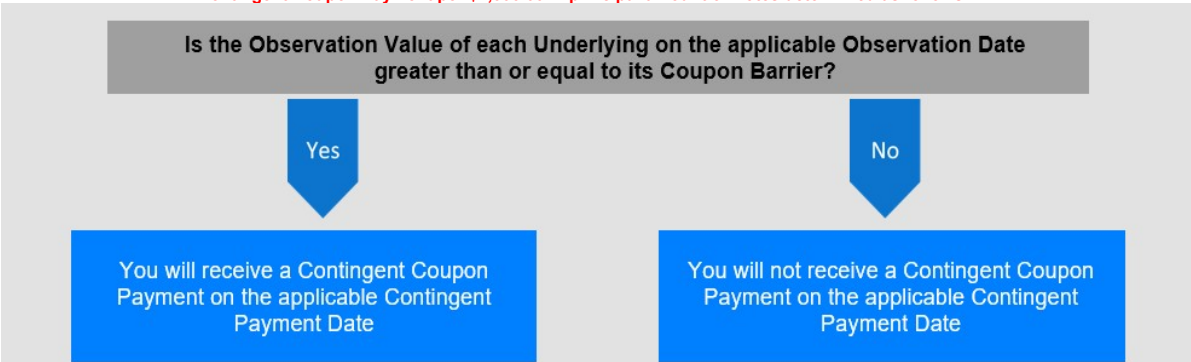 Is the Observation Value of each Underlying on the applicable Observation Date
greater than or equal to its Coupon Barrier?
Yes
No
You will receive a Contingent Coupon
Payment on the applicable Contingent
Payment Date
You will not receive a Contingent Coupon
Payment on the applicable Contingent
Payment Date